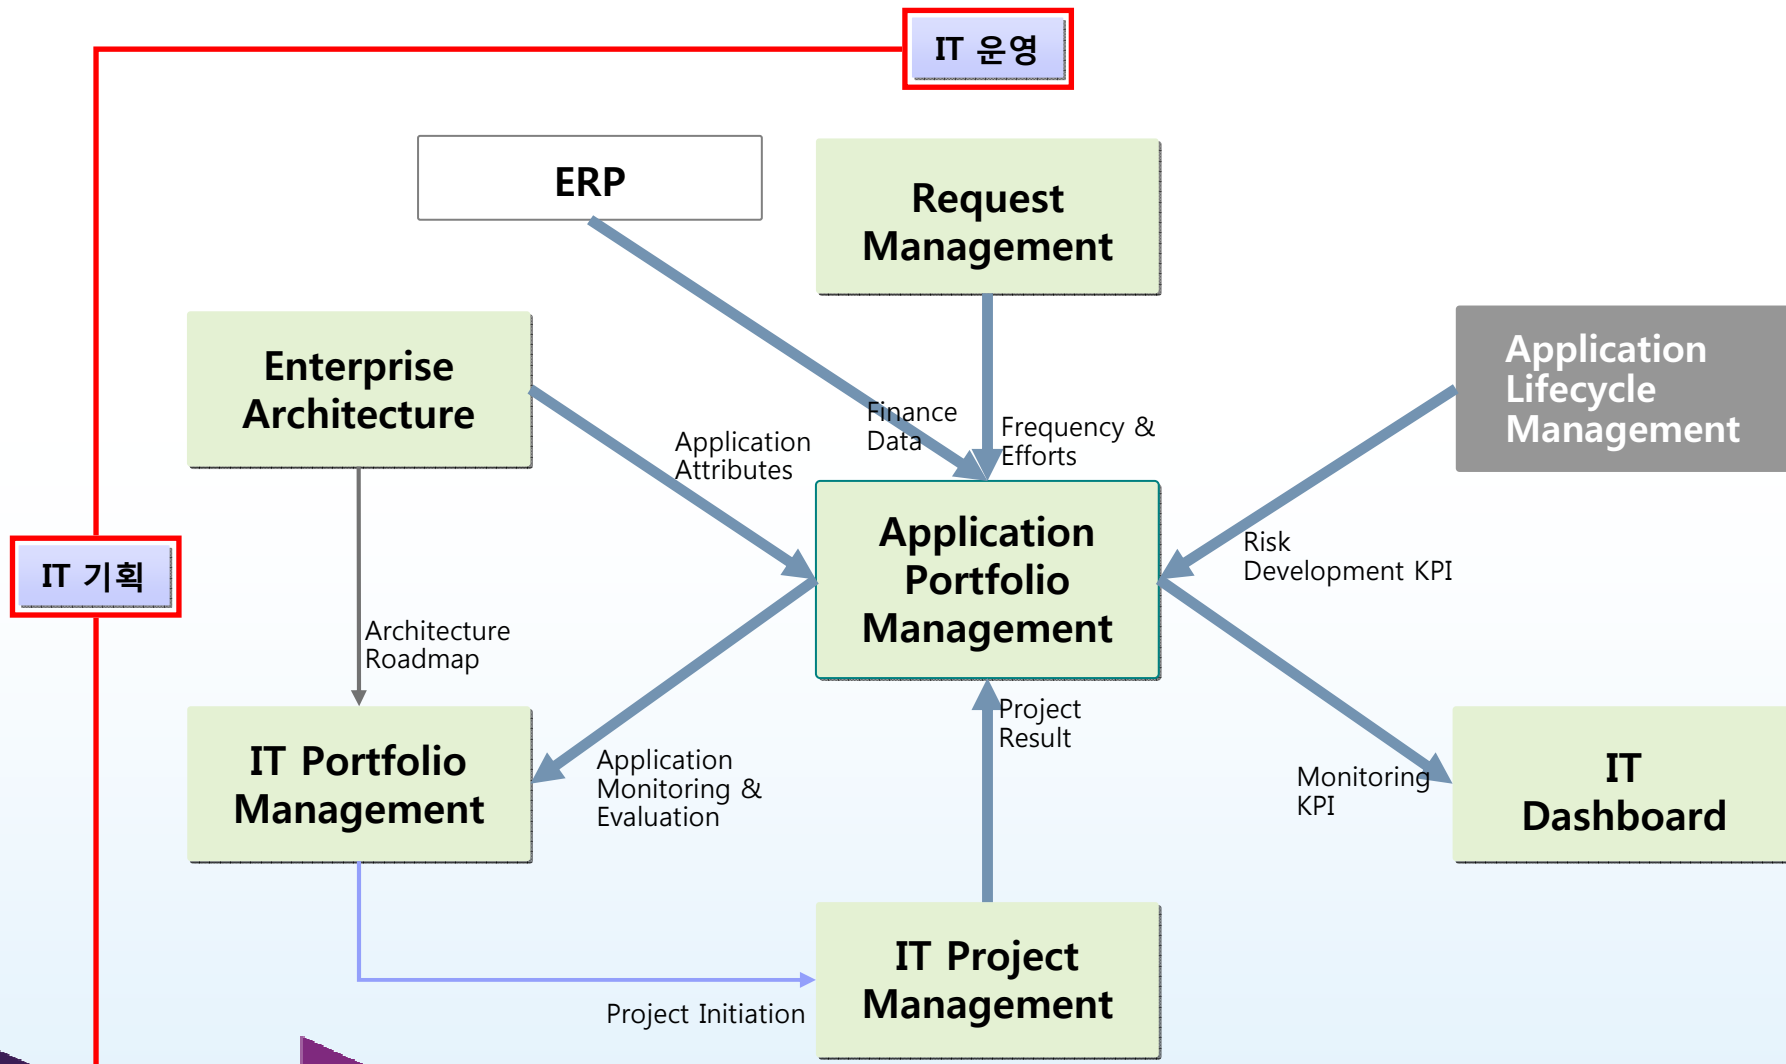 IT 운영
ERP
Request
Management
Enterprise
Architecture
Application
Lifecycle
Management
Finance
Data
Frequency &
Efforts
Application
Attributes
Application
Portfolio
Management
Risk
Development KPI
IT 기획
Architecture
Roadmap
Project
Result
IT Portfolio
Management
Application
Monitoring &
Evaluation
Monitoring
KPI
IT
Dashboard
IT Project
Management
Project Initiation